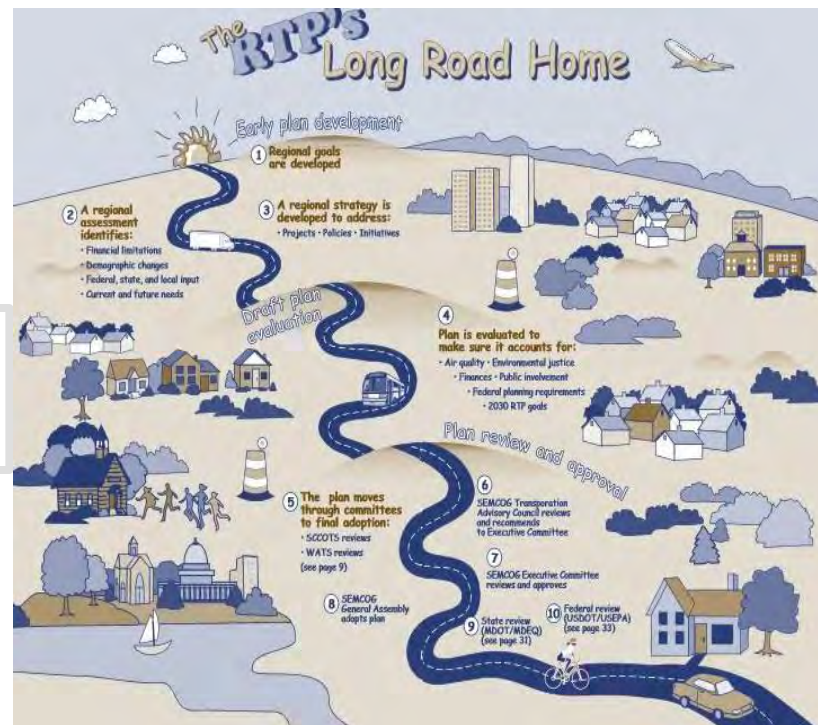 The RTP's
Long Road Home
Early plan development
1 Regional goals
are developed
2 A regional
assessment
identifies:
• Financial limitations
• Demographic changes
• Federal, state, and local input
• Current and future needs
3 A regional strategy is
developed to address:
• Projects • Policies • Initiatives
Draft plan
evaluation
4
Plan is evaluated to
make sure it accounts for:
• Air quality • Environmental justice
• Finances • Public involvement
• Federal planning requirements
• 2030 RTP goals
Plan review and approval
5 The plan moves
through committees
to final adoption:
• SCCOTS reviews
• WATS reviews
(see page 9)
6
SEMCOG Transporation
Advisory Council reviews
and recommends
to Executive Committee
7
SEMCOG Executive Committee
reviews and approves
8 SEMCOG
General Assembly
adopts plan
9 State review
(MDOT/MDEQ)
(see page 31)
10 Federal review
(USDOT/USEPA)
(see page 33)